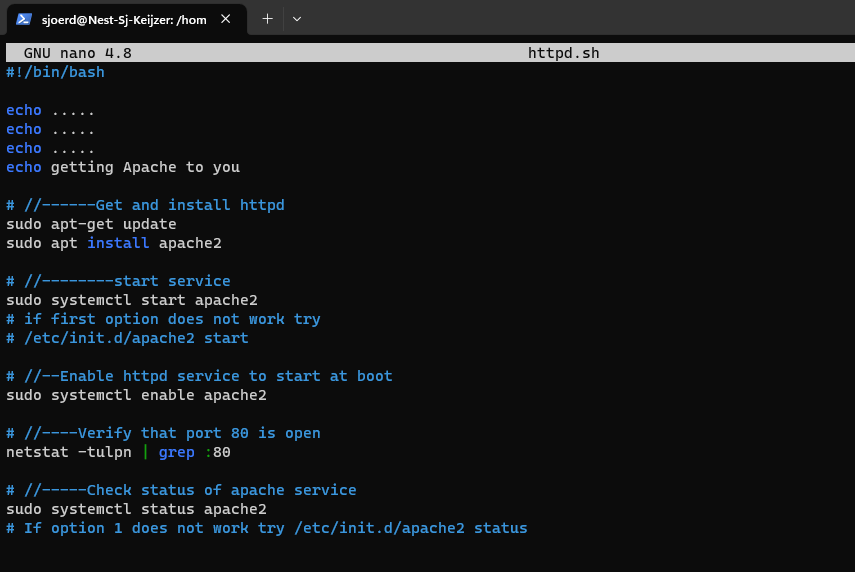 sjoerd@Nest-Sj-Keijzer: /hom
GNU nano 4.8 httpd.sh
#!/bin/bash
echo .....
echo .....
echo .....
echo getting Apache to you
# //------Get and install httpd
sudo apt-get update
sudo apt install apache2
# //--------start service
sudo systemctl start apache2
# if first option does not work try
# /etc/init.d/apache2 start
# //--Enable httpd service to start at boot
sudo systemctl enable apache2
# //----Verify that port 80 is open
netstat -tulpn | grep :80
# //-----Check status of apache service
sudo systemctl status apache2
# If option 1 does not work try /etc/init.d/apache2 status